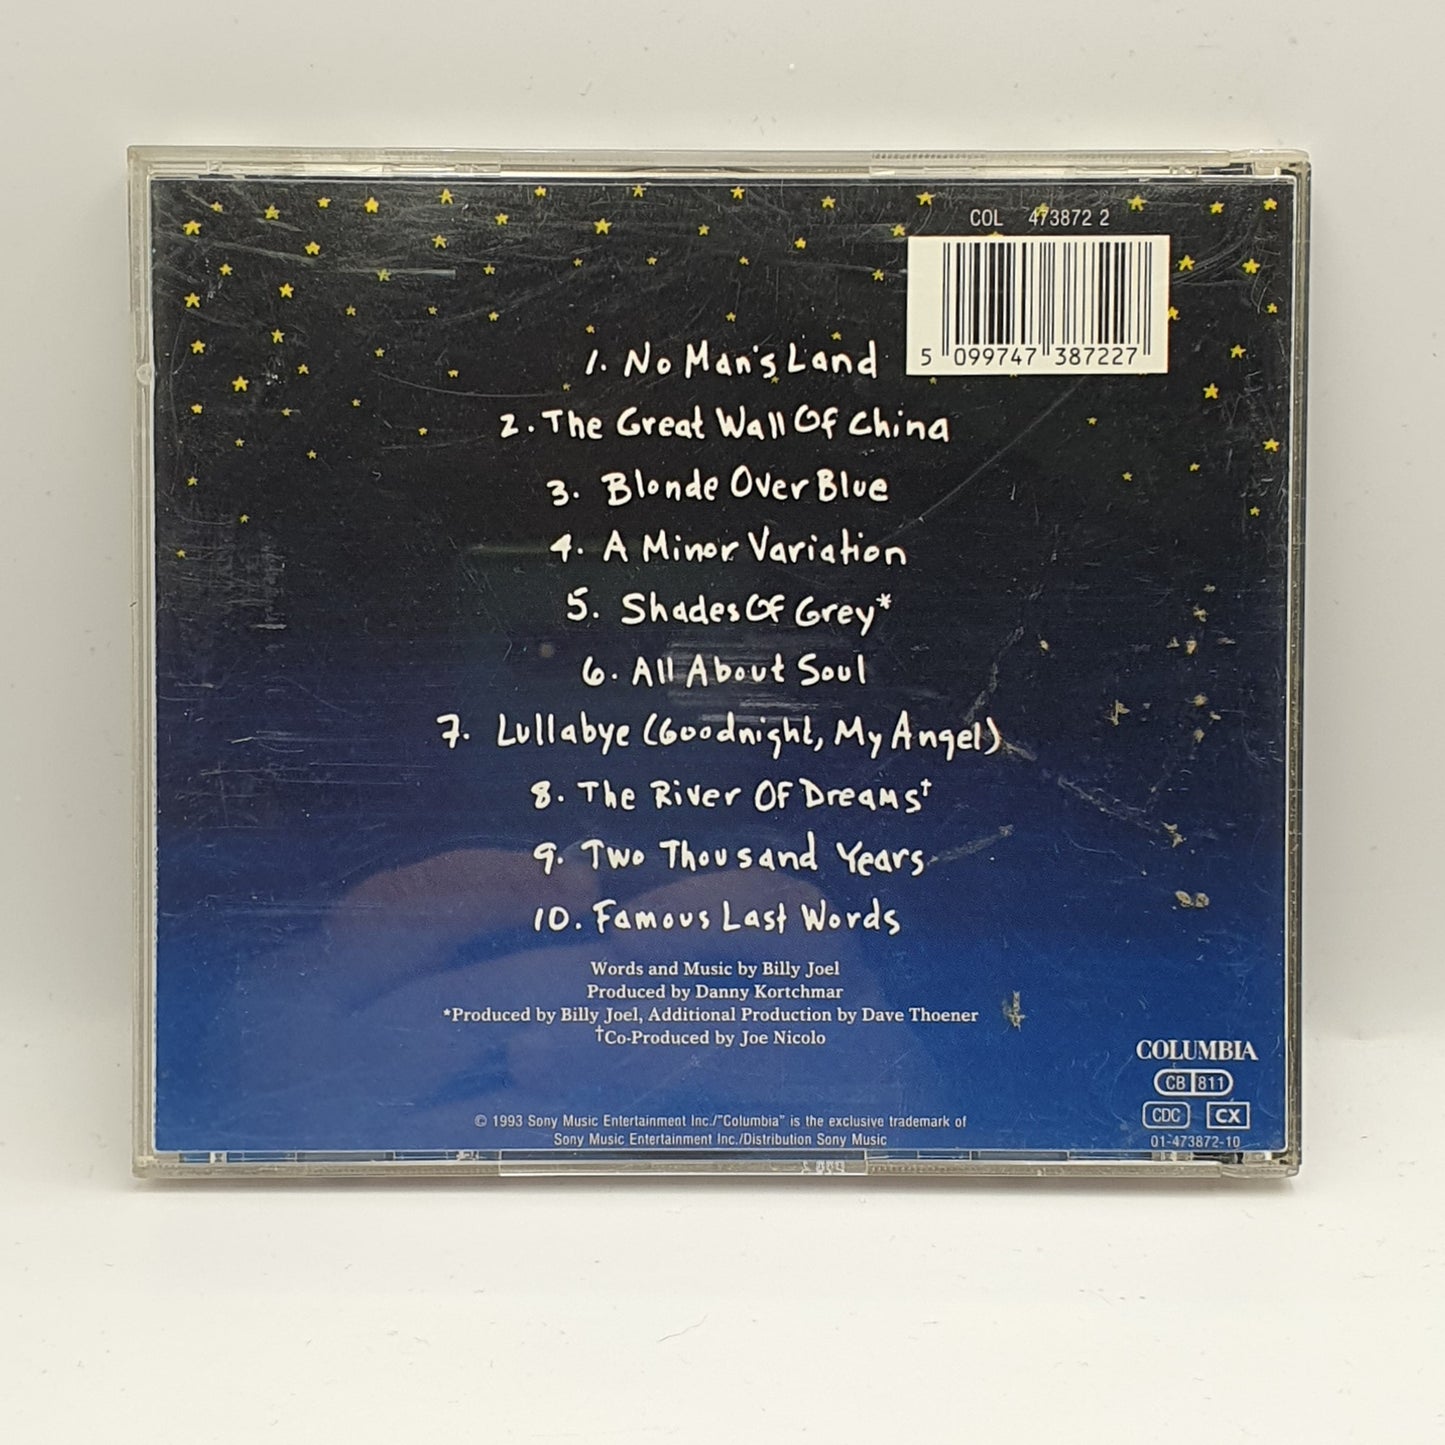 COL 473872 2
5 099747 387227
1. No Man's Land
2. The Great Wall Of China
3. Blonde Over Blue
4. A Minor Variation
5. Shades Of Grey*
6. All About Soul
7. Lullabye (Goodnight, My Angel)
8. The River Of Dreams†
9. Two Thousand Years
10. Famous Last Words
Words and Music by Billy Joel
Produced by Danny Kortchmar
*Produced by Billy Joel, Additional Production by Dave Thoener
†Co-Produced by Joe Nicolo
COLUMBIA
CB 811
CDC CX
01-473872-10
© 1993 Sony Music Entertainment Inc./"Columbia" is the exclusive trademark of
Sony Music Entertainment Inc./Distribution Sony Music